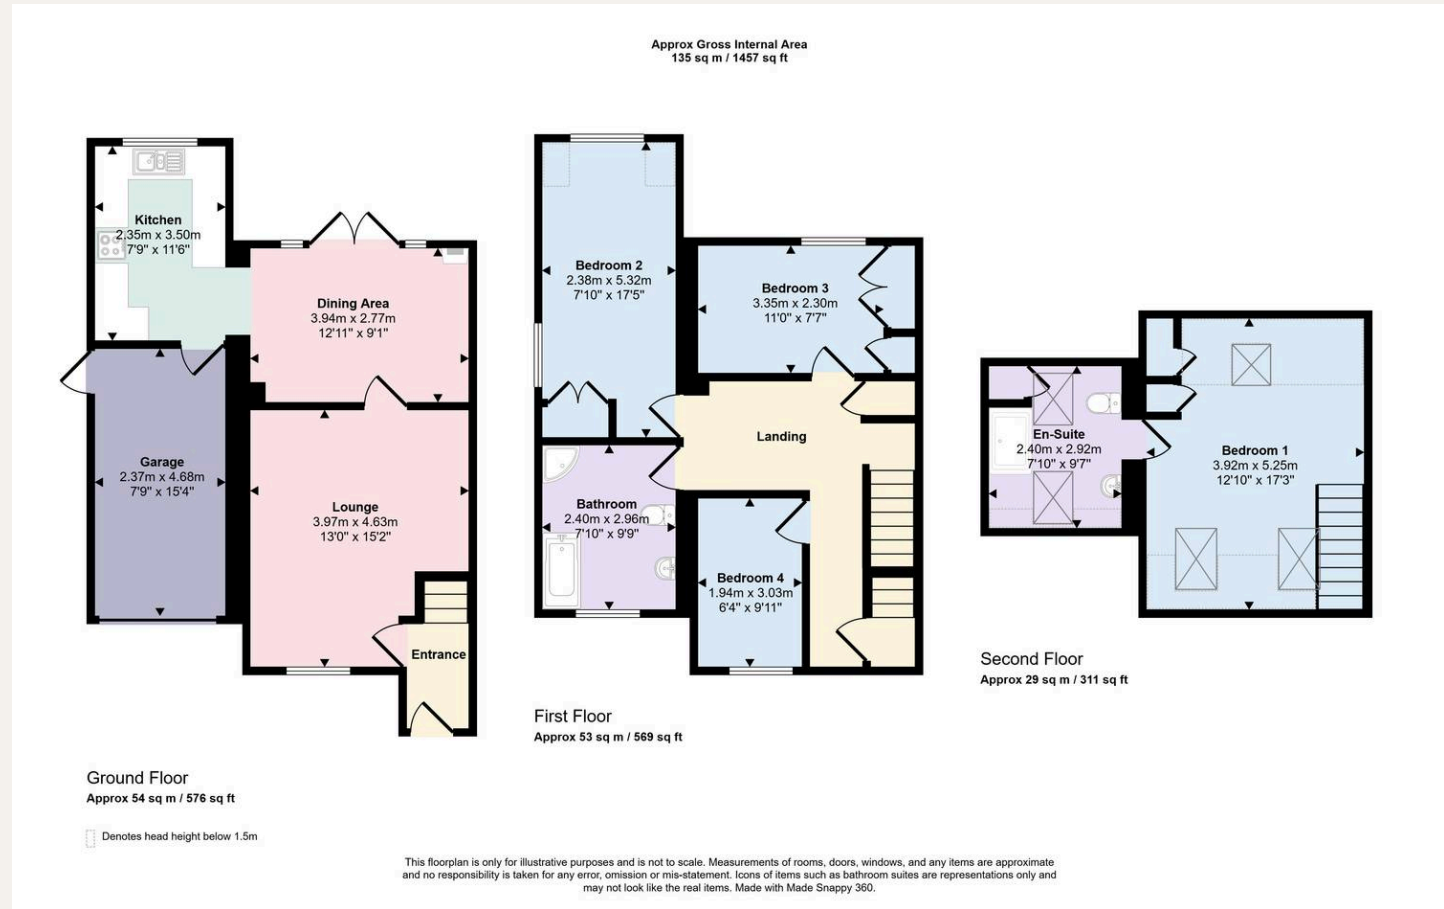 Approx Gross Internal Area
135 sq m / 1457 sq ft
Kitchen
2.35m x 3.50m
7'9" x 11'6"
Dining Area
3.94m x 2.77m
12'11" x 9'1"
Garage
2.37m x 4.68m
7'9" x 15'4"
Lounge
3.97m x 4.63m
13'0" x 15'2"
Entrance
Ground Floor
Approx 54 sq m / 576 sq ft
Denotes head height below 1.5m
Bedroom 2
2.38m x 5.32m
7'10" x 17'5"
Bedroom 3
3.35m x 2.30m
11'0" x 7'7"
Landing
Bathroom
2.40m x 2.96m
7'10" x 9'9"
Bedroom 4
1.94m x 3.03m
6'4" x 9'11"
First Floor
Approx 53 sq m / 569 sq ft
En-Suite
2.40m x 2.92m
7'10" x 9'7"
Bedroom 1
3.92m x 5.25m
12'10" x 17'3"
Second Floor
Approx 29 sq m / 311 sq ft
This floorplan is only for illustrative purposes and is not to scale. Measurements of rooms, doors, windows, and any items are approximate
and no responsibility is taken for any error, omission or mis-statement. Icons of items such as bathroom suites are representations only and
may not look like the real items. Made with Made Snappy 360.